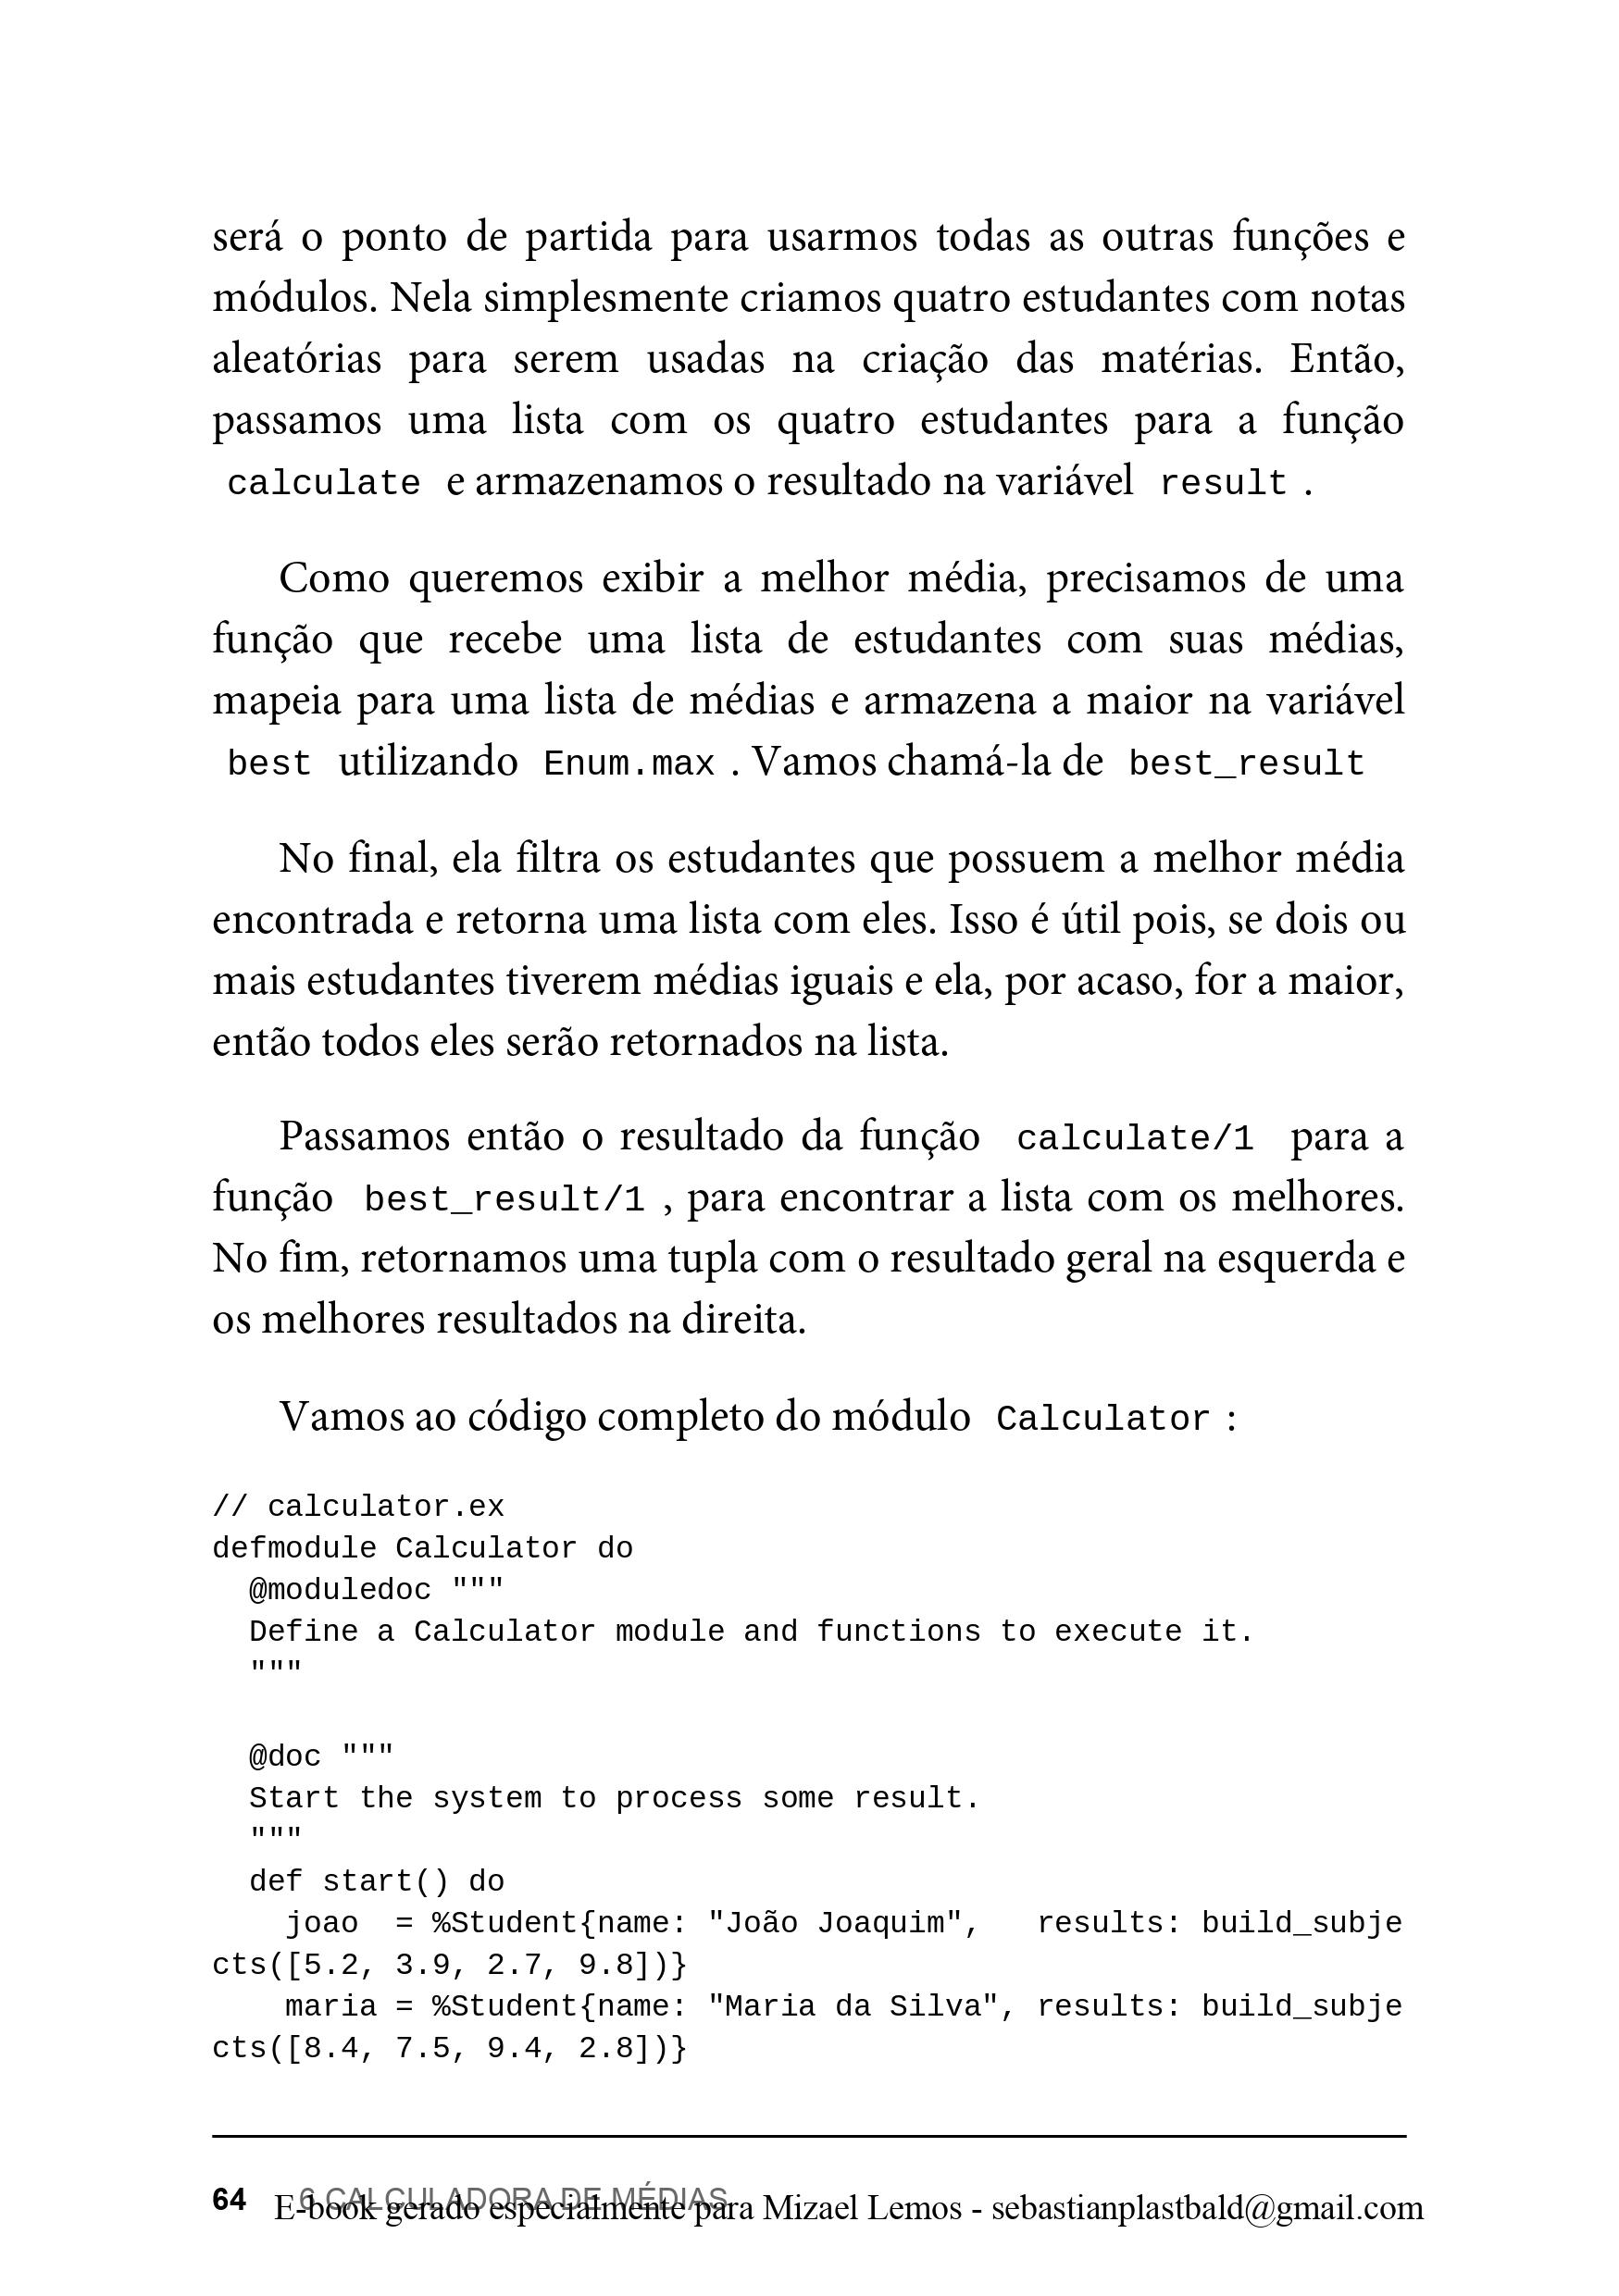 será o ponto de partida para usarmos todas as outras funções e
módulos. Nela simplesmente criamos quatro estudantes com notas
aleatórias para serem usadas na criação das matérias. Então,
passamos uma lista com os quatro estudantes para a função
calculate e armazenamos o resultado na variável result .
Como queremos exibir a melhor média, precisamos de uma
função que recebe uma lista de estudantes com suas médias,
mapeia para uma lista de médias e armazena a maior na variável
best utilizando Enum.max . Vamos chamá-la de best_result
No final, ela filtra os estudantes que possuem a melhor média
encontrada e retorna uma lista com eles. Isso é útil pois, se dois ou
mais estudantes tiverem médias iguais e ela, por acaso, for a maior,
então todos eles serão retornados na lista.
Passamos então o resultado da função calculate/1 para a
função best_result/1 , para encontrar a lista com os melhores.
No fim, retornamos uma tupla com o resultado geral na esquerda e
os melhores resultados na direita.
Vamos ao código completo do módulo Calculator :
// calculator.ex
defmodule Calculator do
  @moduledoc """
  Define a Calculator module and functions to execute it.
  """
  @doc """
  Start the system to process some result.
  """
  def start() do
    joao  = %Student{name: "João Joaquim",   results: build_subje
cts([5.2, 3.9, 2.7, 9.8])}
    maria = %Student{name: "Maria da Silva", results: build_subje
cts([8.4, 7.5, 9.4, 2.8])}
64 6 CALCULADORA DE MÉDIAS
E-book gerado especialmente para Mizael Lemos - sebastianplastbald@gmail.com